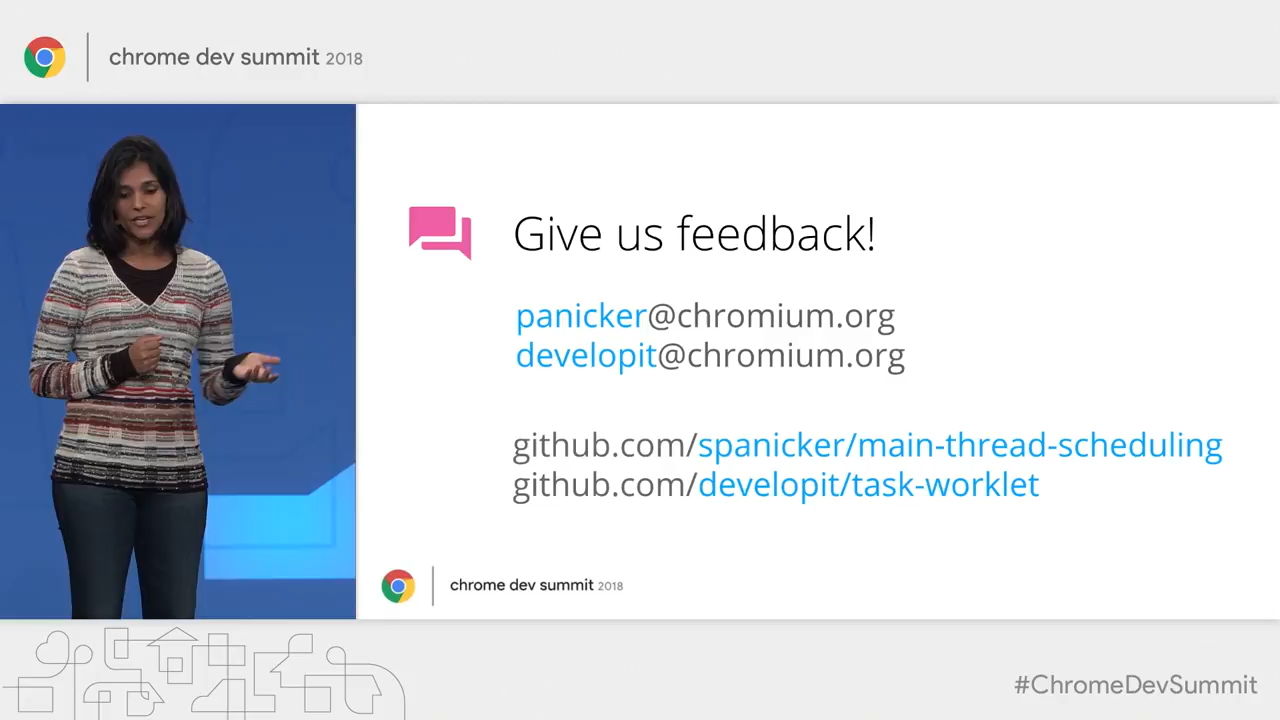 chrome dev summit 2018
Give us feedback!
panicker@chromium.org
developit@chromium.org
github.com/spanicker/main-thread-scheduling
github.com/developit/task-worklet
chrome dev summit 2018
#ChromeDevSummit